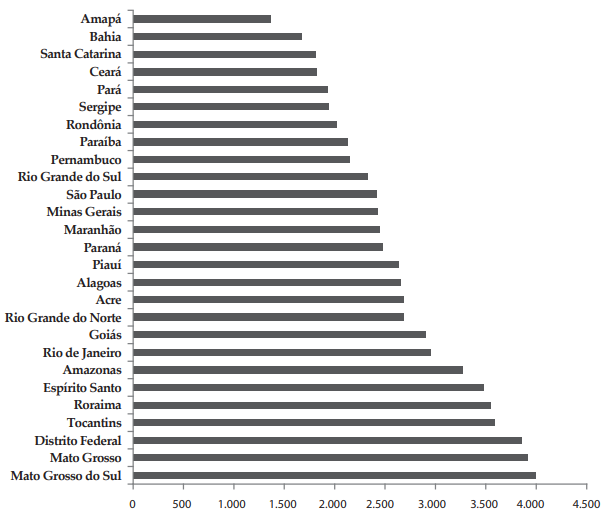 Amapá
Bahia
Santa Catarina
Ceará
Pará
Sergipe
Rondônia
Paraíba
Pernambuco
Rio Grande do Sul
São Paulo
Minas Gerais
Maranhão
Paraná
Piauí
Alagoas
Acre
Rio Grande do Norte
Goiás
Rio de Janeiro
Amazonas
Espírito Santo
Roraima
Tocantins
Distrito Federal
Mato Grosso
Mato Grosso do Sul
0 500 1.000 1.500 2.000 2.500 3.000 3.500 4.000 4.500